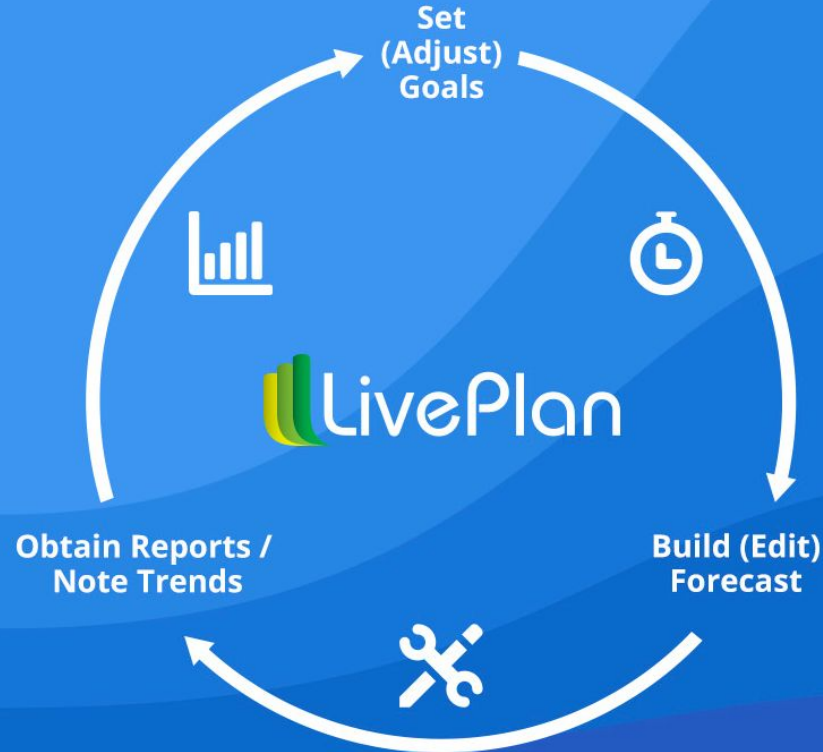 Set
(Adjust)
Goals
LivePlan
Obtain Reports /
Note Trends
Build (Edit)
Forecast